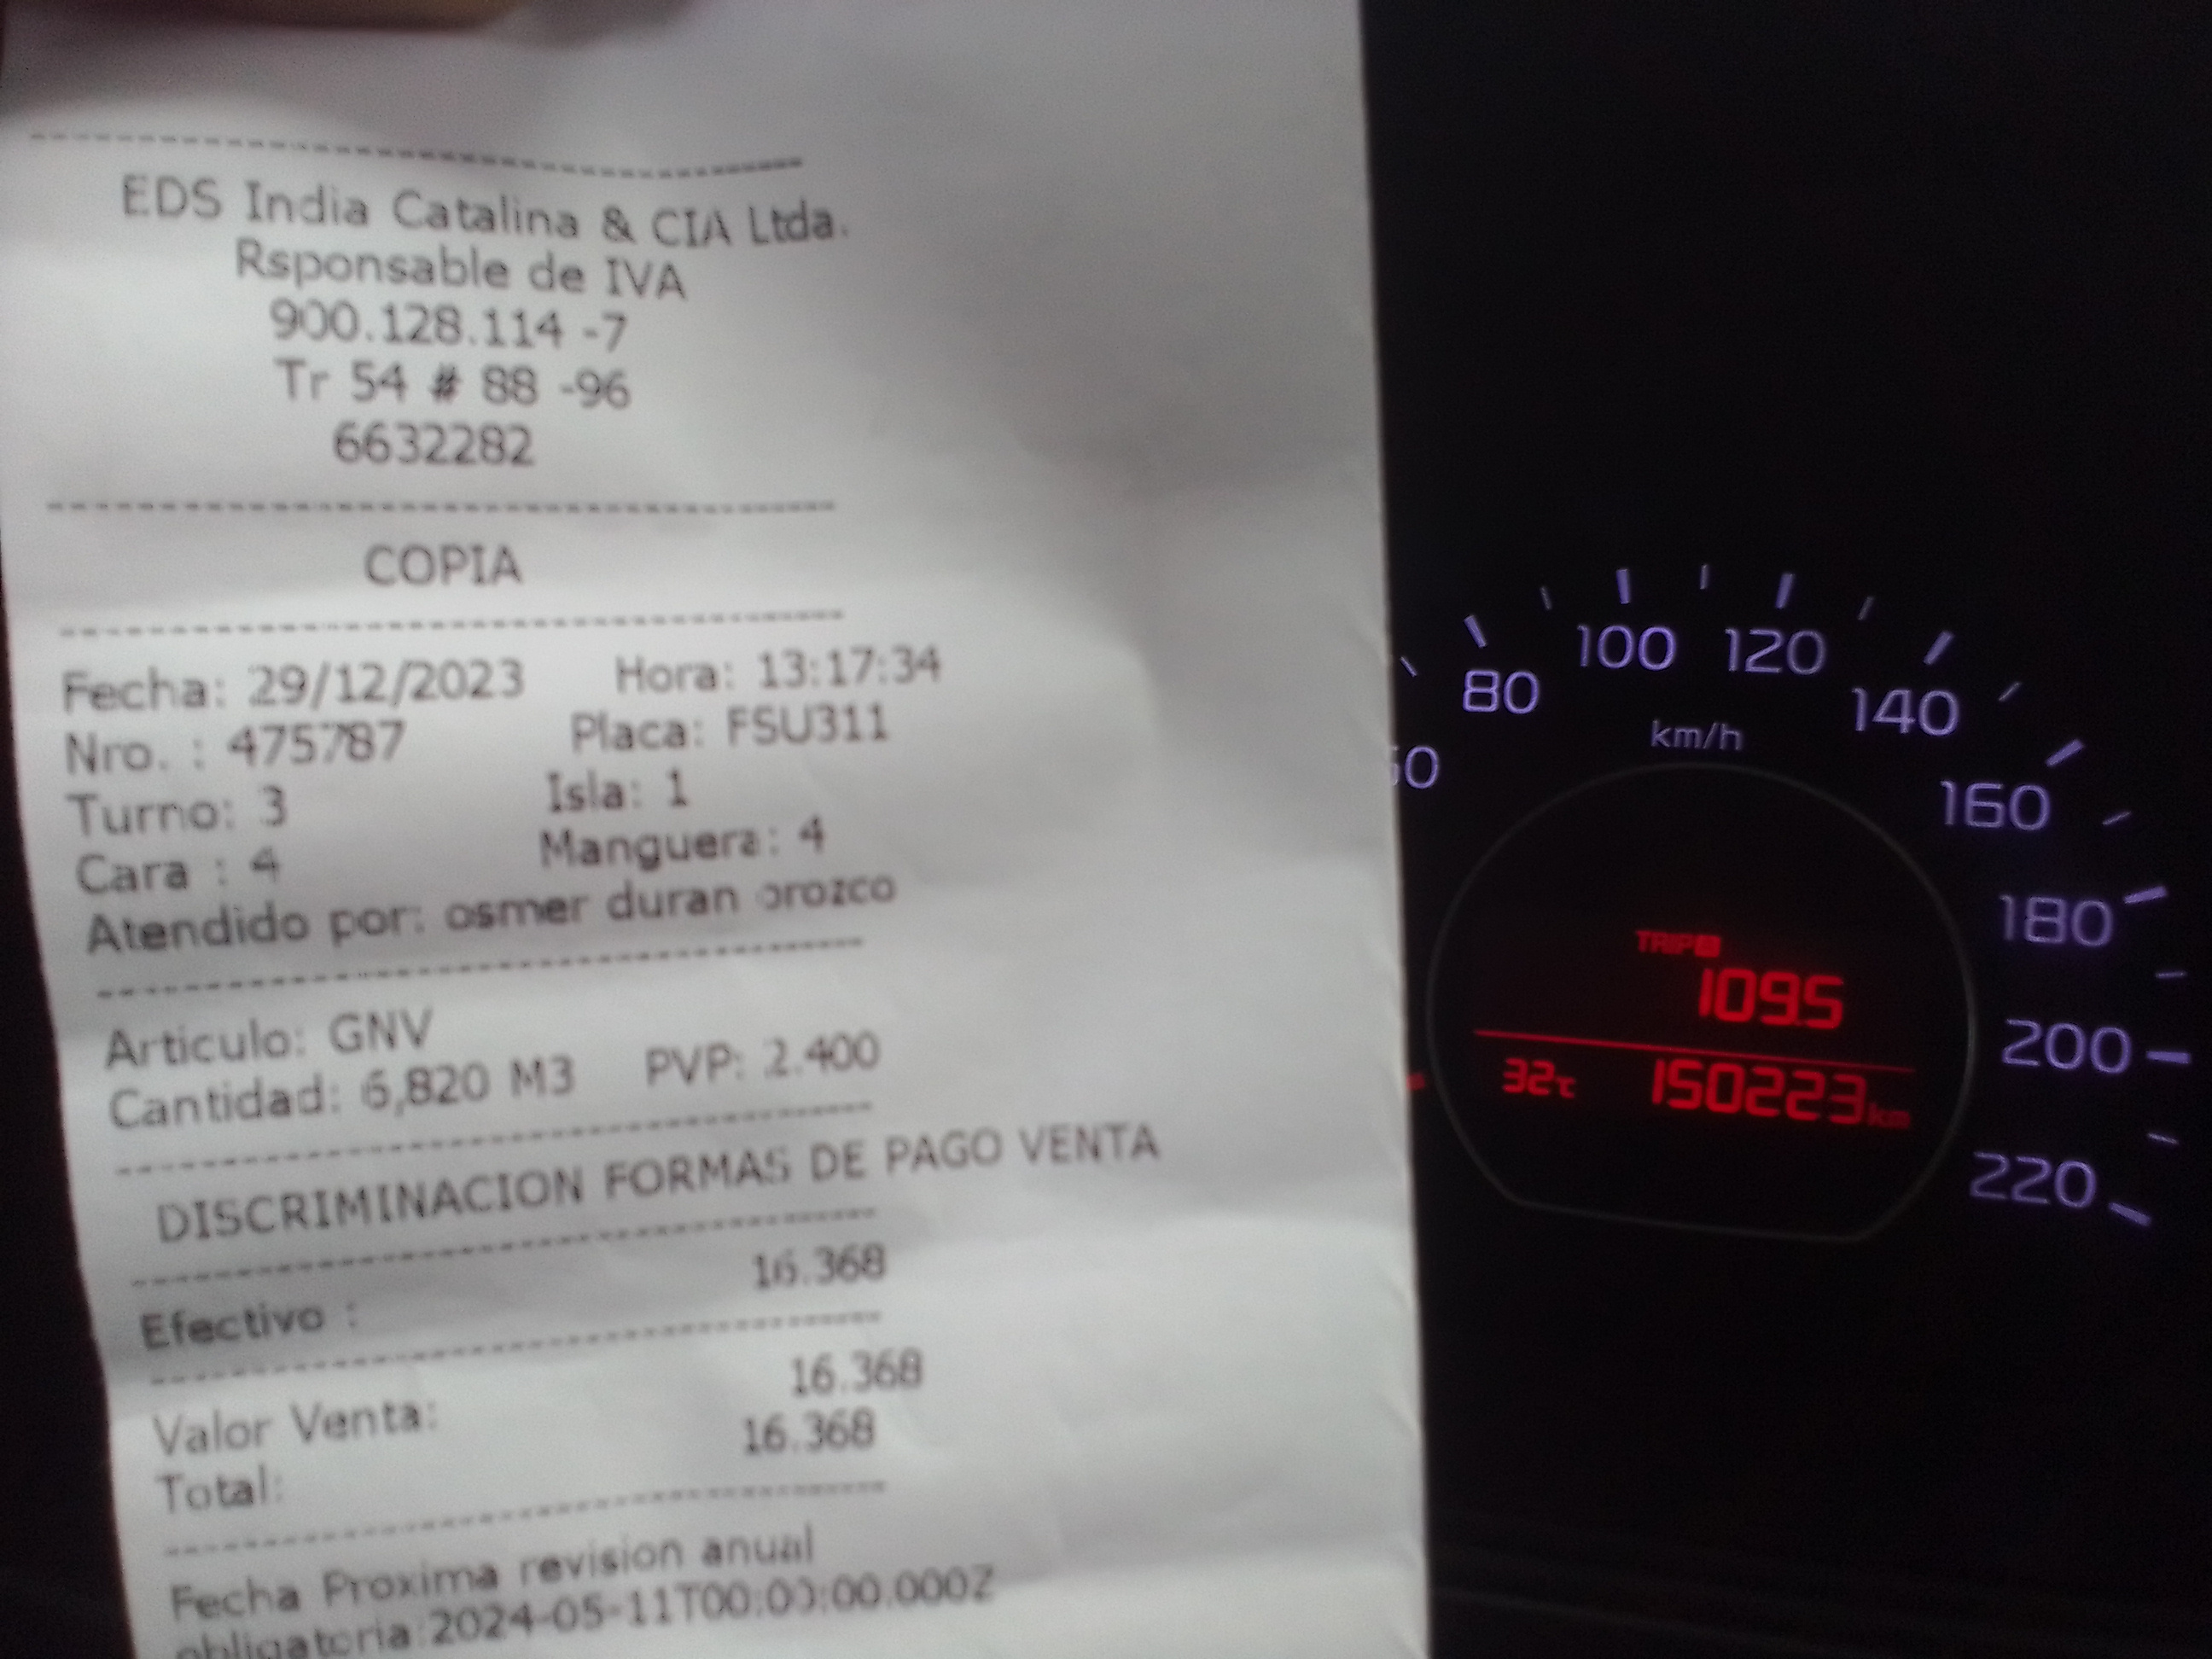 EDS India Catalina & CIA Ltda.
Rsponsable de IVA
900.128.114 -7
Tr 54 # 88 -96
6632282
COPIA
Fecha: 29/12/2023 Hora: 13:17:34
Nro. : 475787 Placa: FSU311
Turno: 3 Isla: 1
Cara : 4 Manguera: 4
Atendido por: osmer duran orozco
Articulo: GNV
Cantidad: 6,820 M3 PVP: 2.400
DISCRIMINACION FORMAS DE PAGO VENTA
Efectivo : 16.368
Valor Venta: 16.368
Total: 16.368
Fecha Proxima revision anual
obligatoria:2024-05-11T00:00:00.000Z
80
100
120
140
160
180
200
220
km/h
TRIP
109.5
32°C 150223 km